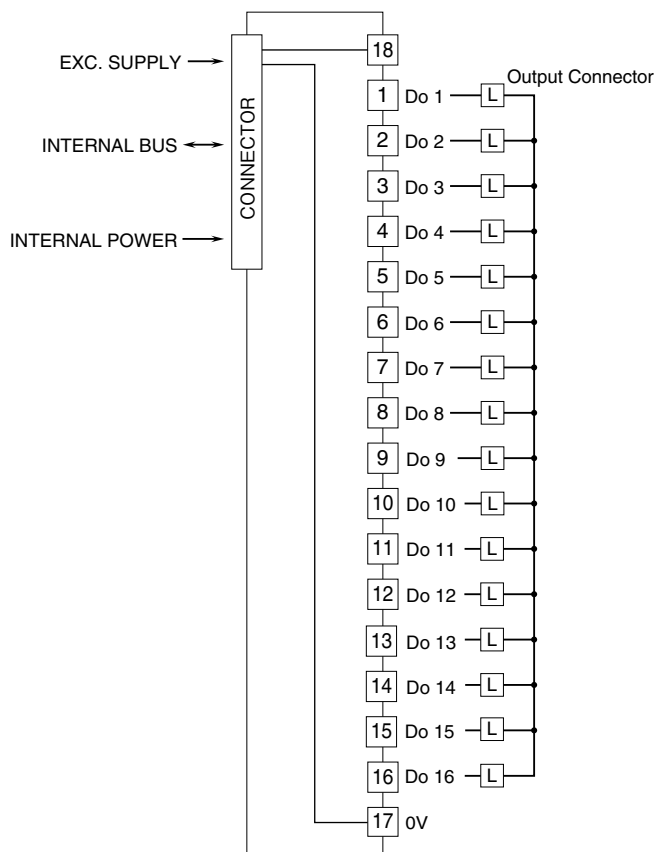 18
EXC. SUPPLY
Output Connector
CONNECTOR
1 Do 1 L
2 Do 2 L
INTERNAL BUS
3 Do 3 L
4 Do 4 L
INTERNAL POWER
5 Do 5 L
6 Do 6 L
7 Do 7 L
8 Do 8 L
9 Do 9 L
10 Do 10 L
11 Do 11 L
12 Do 12 L
13 Do 13 L
14 Do 14 L
15 Do 15 L
16 Do 16 L
17 0V